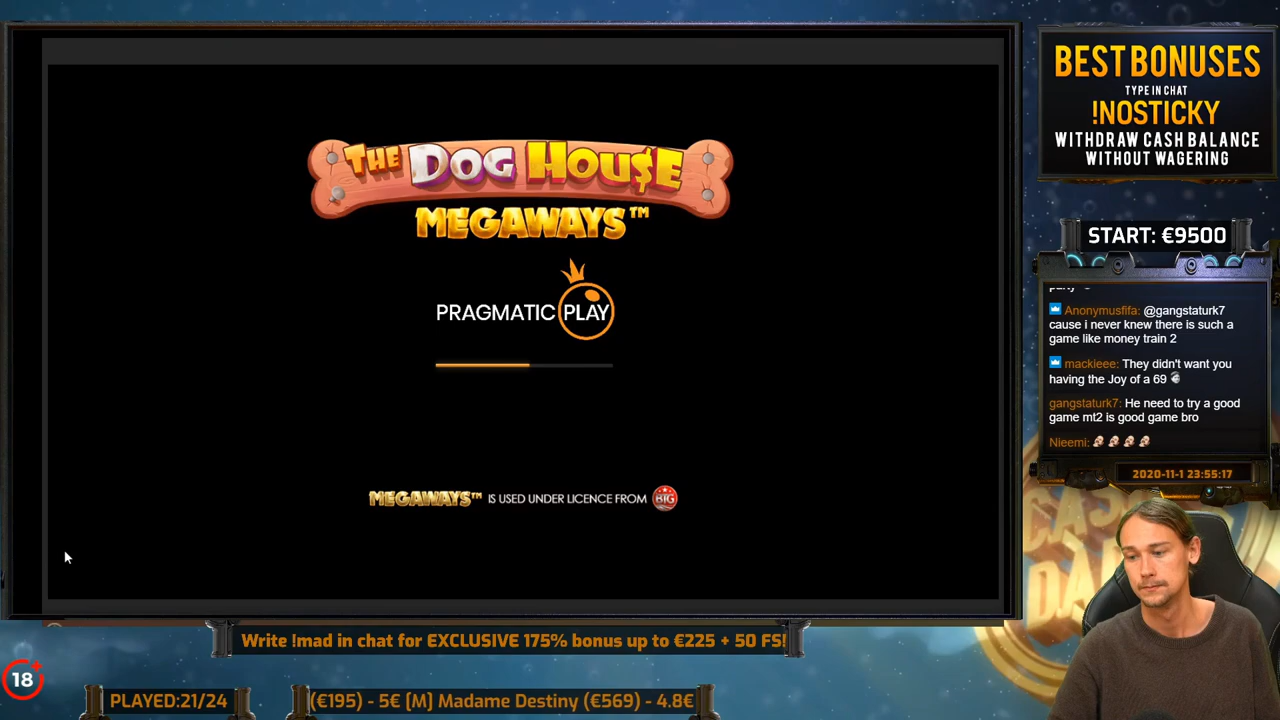 THE DOG HOU$E
MEGAWAYS™
PRAGMATIC PLAY
MEGAWAYS™ IS USED UNDER LICENCE FROM BIG
BEST BONUSES
TYPE IN CHAT
!NOSTICKY
WITHDRAW CASH BALANCE
WITHOUT WAGERING
START: €9500
party
Anonymusfifa: @gangstaturk7
cause i never knew there is such a
game like money train 2
mackieee: They didn't want you
having the Joy of a 69
gangstaturk7: He need to try a good
game mt2 is good game bro
Nieemi:
2020-11-1 23:55:17
Write !mad in chat for EXCLUSIVE 175% bonus up to €225 + 50 FS!
18+
PLAYED:21/24
(€195) - 5€ [M] Madame Destiny (€569) - 4.8€